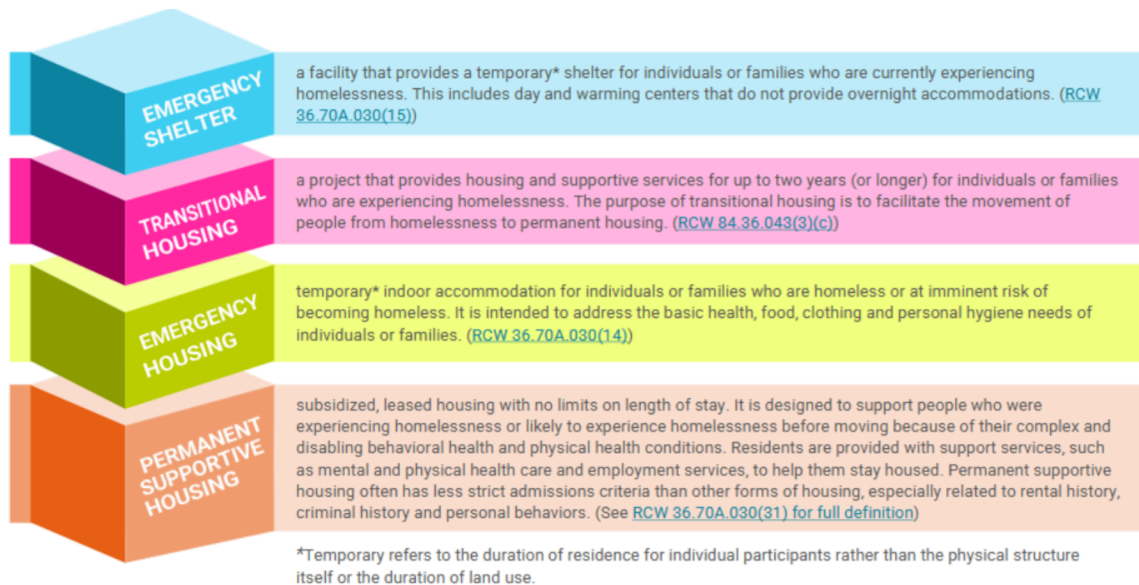 EMERGENCY
SHELTER
a facility that provides a temporary* shelter for individuals or families who are currently experiencing
homelessness. This includes day and warming centers that do not provide overnight accommodations. (RCW
36.70A.030(15))
TRANSITIONAL
HOUSING
a project that provides housing and supportive services for up to two years (or longer) for individuals or families
who are experiencing homelessness. The purpose of transitional housing is to facilitate the movement of
people from homelessness to permanent housing. (RCW 84.36.043(3)(c))
EMERGENCY
HOUSING
temporary* indoor accommodation for individuals or families who are homeless or at imminent risk of
becoming homeless. It is intended to address the basic health, food, clothing and personal hygiene needs of
individuals or families. (RCW 36.70A.030(14))
PERMANENT
SUPPORTIVE
HOUSING
subsidized, leased housing with no limits on length of stay. It is designed to support people who were
experiencing homelessness or likely to experience homelessness before moving because of their complex and
disabling behavioral health and physical health conditions. Residents are provided with support services, such
as mental and physical health care and employment services, to help them stay housed. Permanent supportive
housing often has less strict admissions criteria than other forms of housing, especially related to rental history,
criminal history and personal behaviors. (See RCW 36.70A.030(31) for full definition)
*Temporary refers to the duration of residence for individual participants rather than the physical structure
itself or the duration of land use.